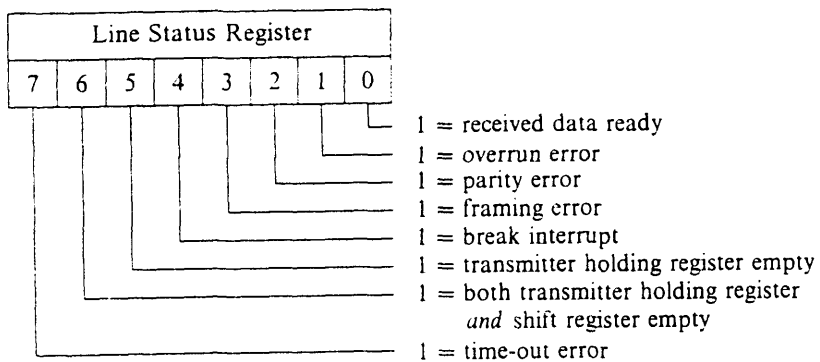 Line Status Register
7 6 5 4 3 2 1 0
1 = received data ready
1 = overrun error
1 = parity error
1 = framing error
1 = break interrupt
1 = transmitter holding register empty
1 = both transmitter holding register
and shift register empty
1 = time-out error